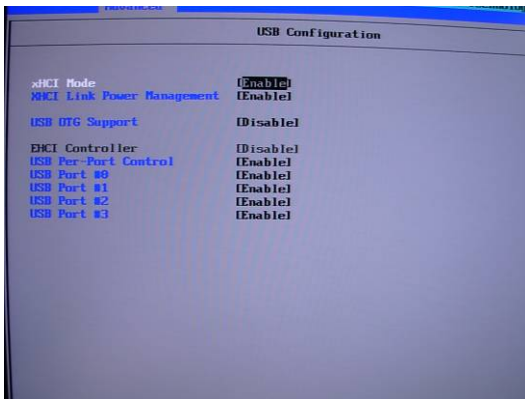 Advanced
USB Configuration
xHCI Mode [Enable]
XHCI Link Power Management [Enable]
USB OTG Support [Disable]
EHCI Controller [Disable]
USB Per-Port Control [Enable]
USB Port #0 [Enable]
USB Port #1 [Enable]
USB Port #2 [Enable]
USB Port #3 [Enable]